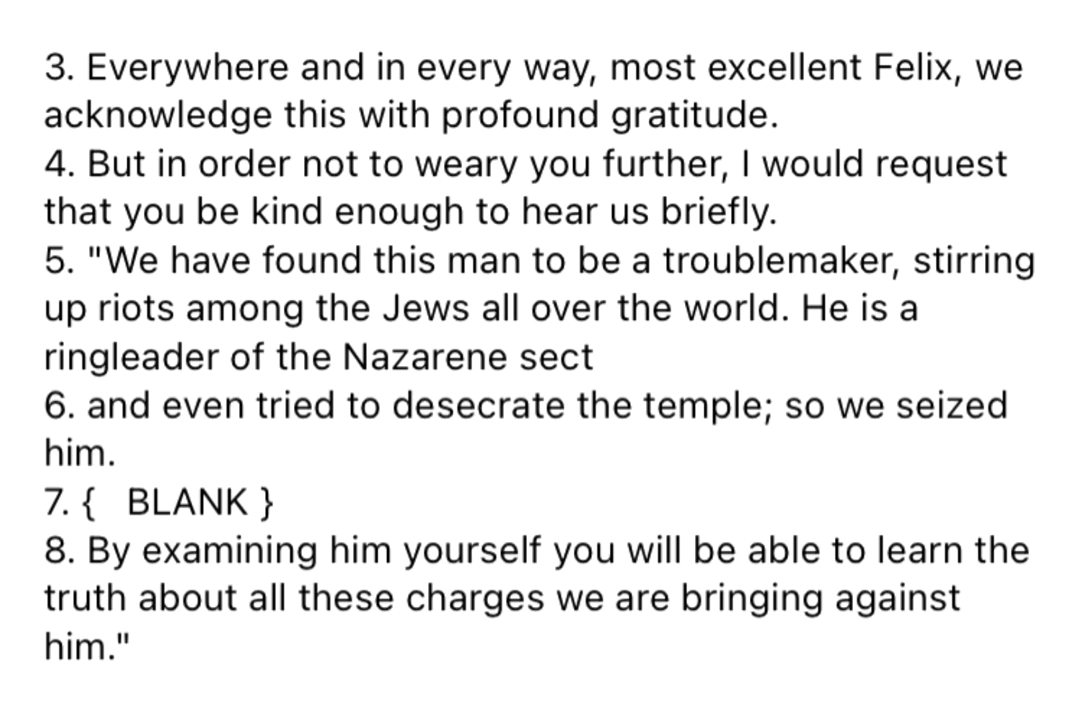 3. Everywhere and in every way, most excellent Felix, we
acknowledge this with profound gratitude.
4. But in order not to weary you further, I would request
that you be kind enough to hear us briefly.
5. "We have found this man to be a troublemaker, stirring
up riots among the Jews all over the world. He is a
ringleader of the Nazarene sect
6. and even tried to desecrate the temple; so we seized
him.
7. {   BLANK }
8. By examining him yourself you will be able to learn the
truth about all these charges we are bringing against
him."